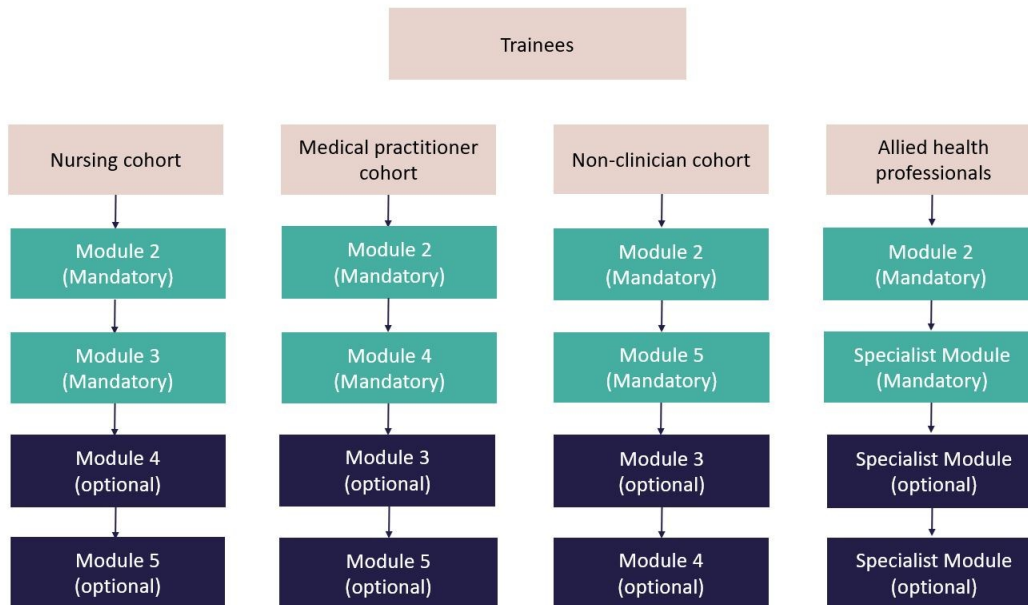 Trainees
Nursing cohort
Medical practitioner
cohort
Non-clinician cohort
Allied health
professionals
Module 2
(Mandatory)
Module 2
(Mandatory)
Module 2
(Mandatory)
Module 2
(Mandatory)
Module 3
(Mandatory)
Module 4
(Mandatory)
Module 5
(Mandatory)
Specialist Module
(Mandatory)
Module 4
(optional)
Module 3
(optional)
Module 3
(optional)
Specialist Module
(optional)
Module 5
(optional)
Module 5
(optional)
Module 4
(optional)
Specialist Module
(optional)